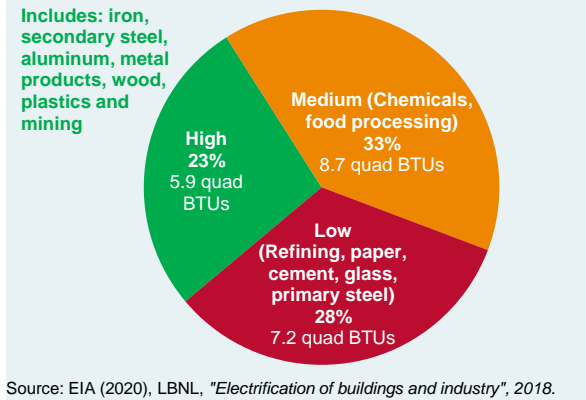 Includes: iron,
secondary steel,
aluminum, metal
products, wood,
plastics and
mining
Medium (Chemicals,
food processing)
33%
8.7 quad BTUs
High
23%
5.9 quad
BTUs
Low
(Refining, paper,
cement, glass,
primary steel)
28%
7.2 quad BTUs
Source: EIA (2020), LBNL, "Electrification of buildings and industry", 2018.